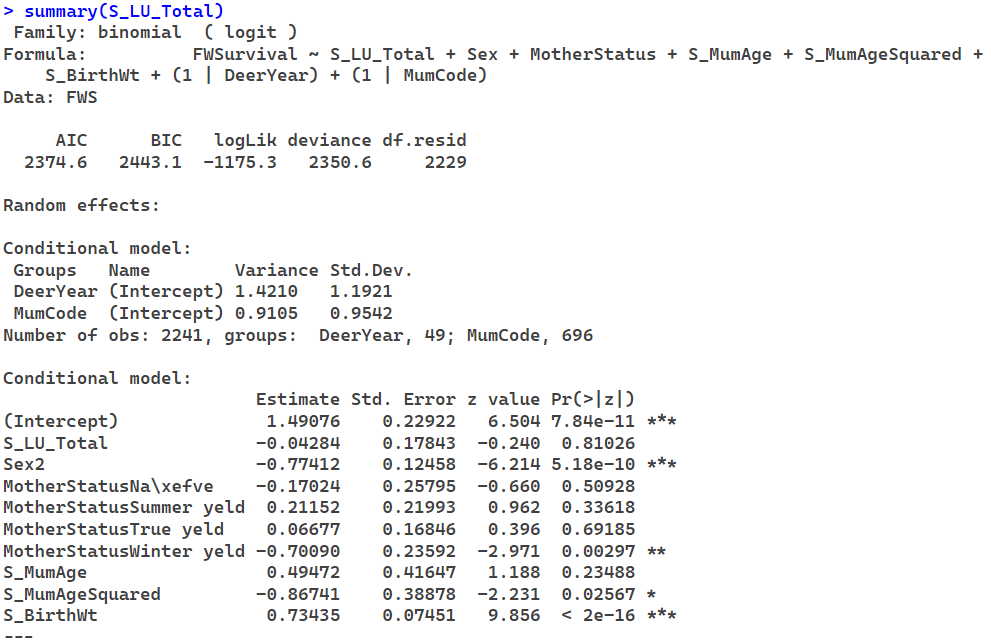 > summary(S_LU_Total)
 Family: binomial  ( logit )
Formula:          FWSurvival ~ S_LU_Total + Sex + MotherStatus + S_MumAge + S_MumAgeSquared +
    S_BirthWt + (1 | DeerYear) + (1 | MumCode)
Data: FWS

     AIC      BIC   logLik deviance df.resid
  2374.6   2443.1  -1175.3   2350.6     2229

Random effects:

Conditional model:
 Groups   Name        Variance Std.Dev.
 DeerYear (Intercept) 1.4210   1.1921
 MumCode  (Intercept) 0.9105   0.9542
Number of obs: 2241, groups:  DeerYear, 49; MumCode, 696

Conditional model:
                        Estimate Std. Error z value Pr(>|z|)
(Intercept)              1.49076    0.22922   6.504 7.84e-11 ***
S_LU_Total              -0.04284    0.17843  -0.240  0.81026
Sex2                    -0.77412    0.12458  -6.214 5.18e-10 ***
MotherStatusNa\xefve    -0.17024    0.25795  -0.660  0.50928
MotherStatusSummer yeld  0.21152    0.21993   0.962  0.33618
MotherStatusTrue yeld    0.06677    0.16846   0.396  0.69185
MotherStatusWinter yeld -0.70090    0.23592  -2.971  0.00297 **
S_MumAge                 0.49472    0.41647   1.188  0.23488
S_MumAgeSquared         -0.86741    0.38878  -2.231  0.02567 *
S_BirthWt                0.73435    0.07451   9.856  < 2e-16 ***
---